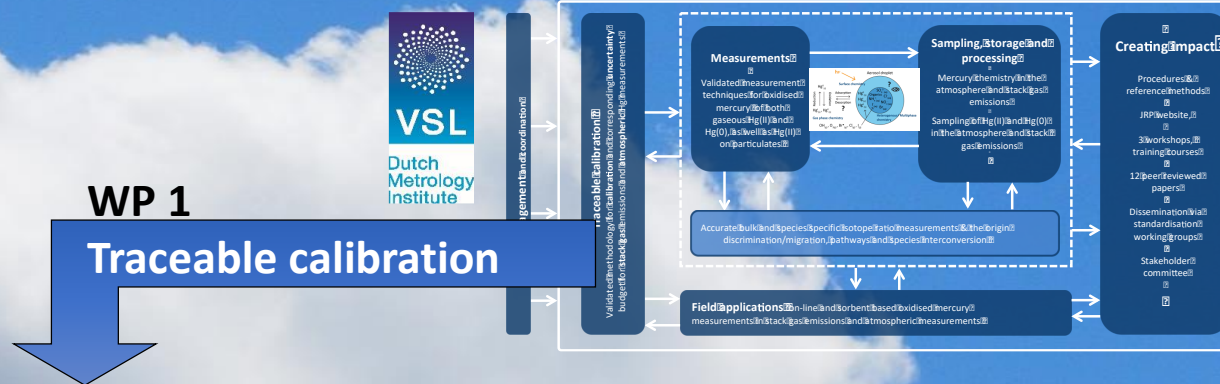 VSL
Dutch
Metrology
Institute
WP 1
Traceable calibration
and coordination
Traceable calibration
Validated methodology for calibration and corresponding uncertainty
budget for stack gas emissions and atmospheric Hg measurements
Measurements
Validated measurement
techniques for oxidised
mercury of both
gaseous Hg(II) and
Hg(0), as well as Hg(II)
on particulates
Sampling, storage and
processing
Mercury chemistry in the
atmosphere and stack gas
emissions
Sampling of Hg(II) and Hg(0)
in the atmosphere and stack
gas emissions
Accurate bulk and species specific isotope ratio measurements & the origin
discrimination/migration, pathways and species interconversion
Field applications on-line and sorbent based oxidised mercury
measurements in stack gas emissions and atmospheric measurements
Creating impact
Procedures &
reference methods
JRP website,
3 workshops,
training courses
12 peer reviewed
papers
Dissemination via
standardisation
working groups
Stakeholder
committee